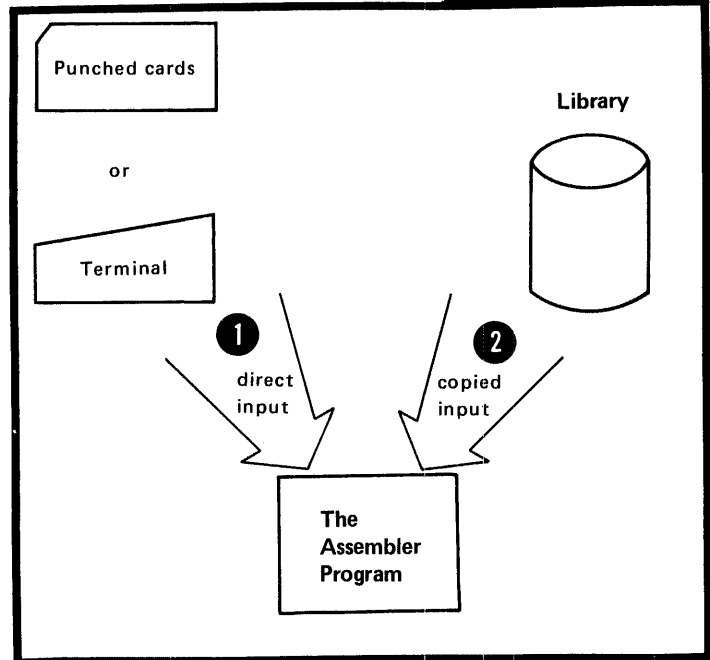 Punched cards
or
Terminal
Library
1
direct
input
2
copied
input
The
Assembler
Program